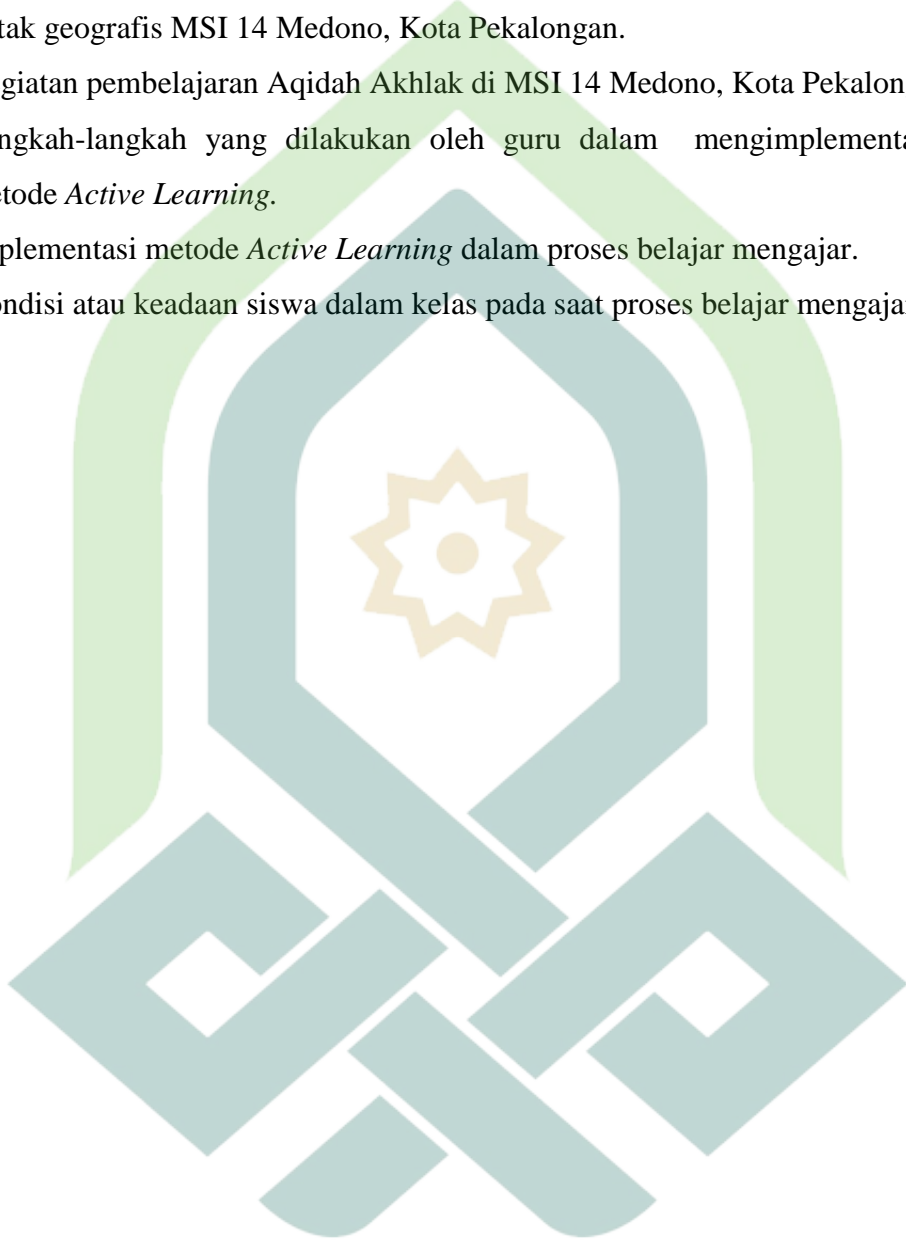 tak geografis MSI 14 Medono, Kota Pekalongan.
giatan pembelajaran Aqidah Akhlak di MSI 14 Medono, Kota Pekalon
ngkah-langkah yang dilakukan oleh guru dalam mengimplementa
etode Active Learning.
plementasi metode Active Learning dalam proses belajar mengajar.
ondisi atau keadaan siswa dalam kelas pada saat proses belajar mengaja